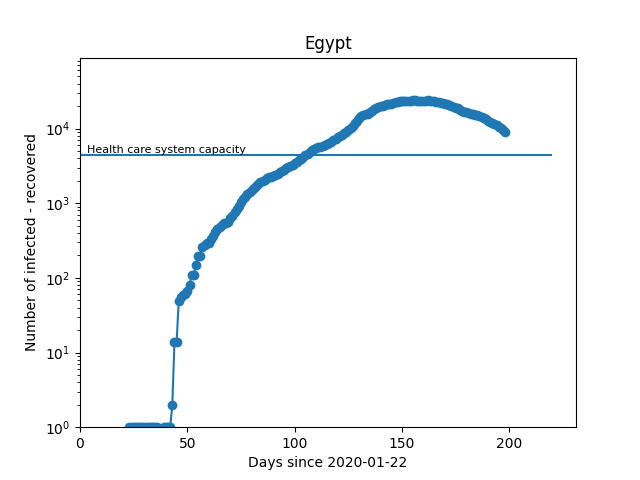 Egypt
Number of infected - recovered
10^4
10^3
10^2
10^1
10^0
Health care system capacity
0 50 100 150 200
Days since 2020-01-22